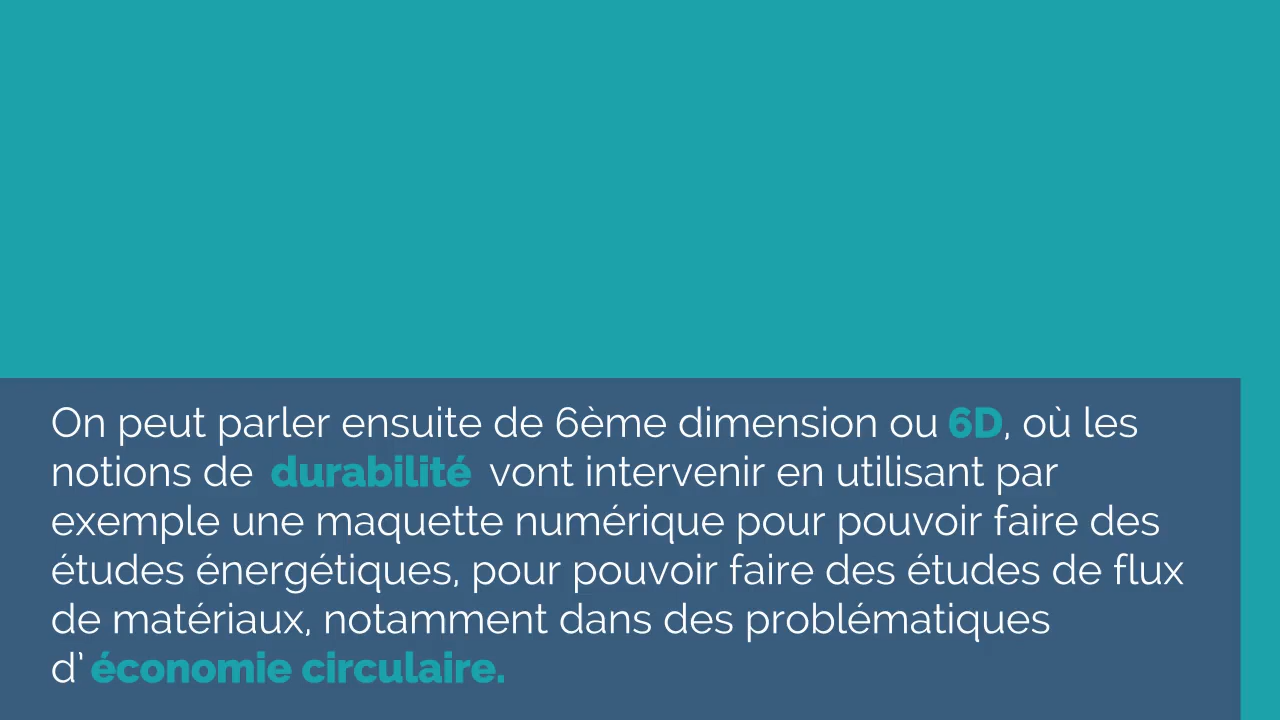 On peut parler ensuite de 6ème dimension ou 6D, où les
notions de durabilité vont intervenir en utilisant par
exemple une maquette numérique pour pouvoir faire des
études énergétiques, pour pouvoir faire des études de flux
de matériaux, notamment dans des problématiques
d’économie circulaire.